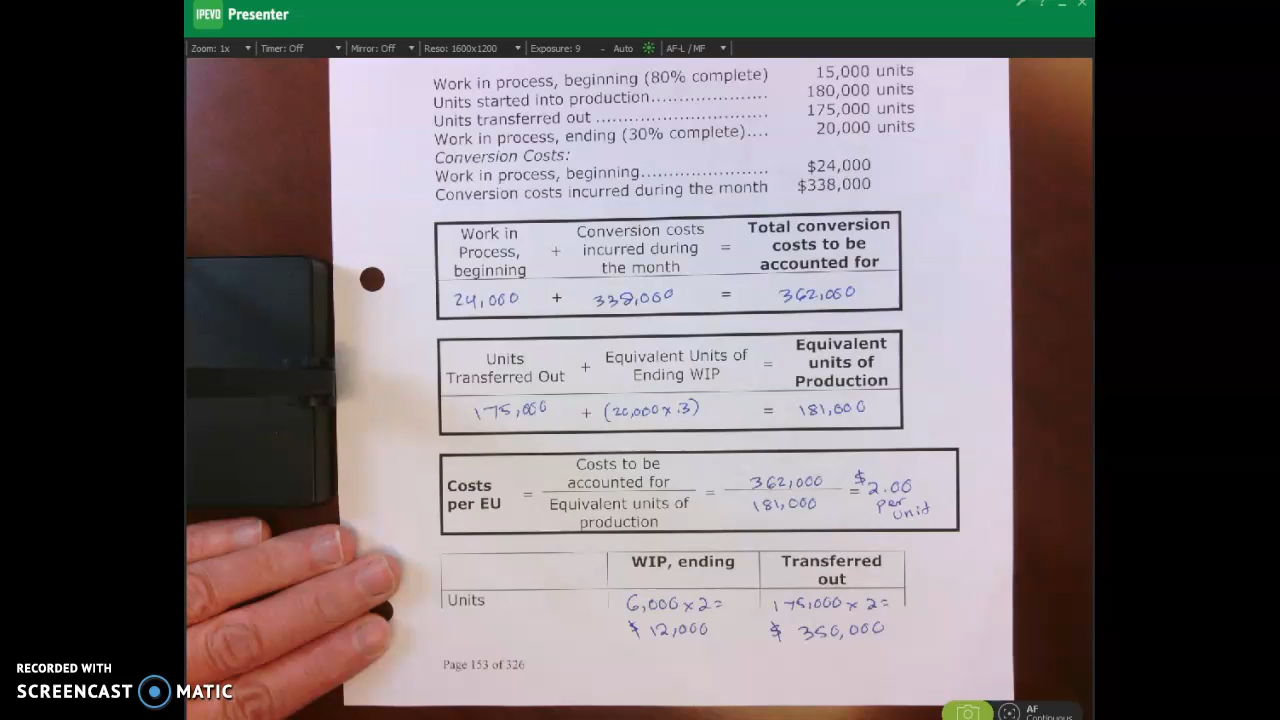 IPEVO Presenter
Zoom: 1x Timer: Off Mirror: Off Reso: 1600x1200 Exposure: 9 - Auto AF-L / MF
Work in process, beginning (80% complete) 15,000 units
Units started into production...................... 180,000 units
Units transferred out ................................ 175,000 units
Work in process, ending (30% complete).... 20,000 units
Conversion Costs:
Work in process, beginning........................ $24,000
Conversion costs incurred during the month $338,000
Work in Process, beginning + Conversion costs incurred during the month = Total conversion costs to be accounted for
24,000 + 338,000 = 362,000
Units Transferred Out + Equivalent Units of Ending WIP = Equivalent units of Production
175,000 + (20,000 x .3) = 181,000
Costs per EU = Costs to be accounted for / Equivalent units of production = 362,000 / 181,000 = $2.00 per unit
WIP, ending Transferred out
Units 6,000 x 2 = 175,000 x 2 =
$ 12,000 $ 350,000
Page 153 of 326
RECORDED WITH
SCREENCAST MATIC
AF
Continuous